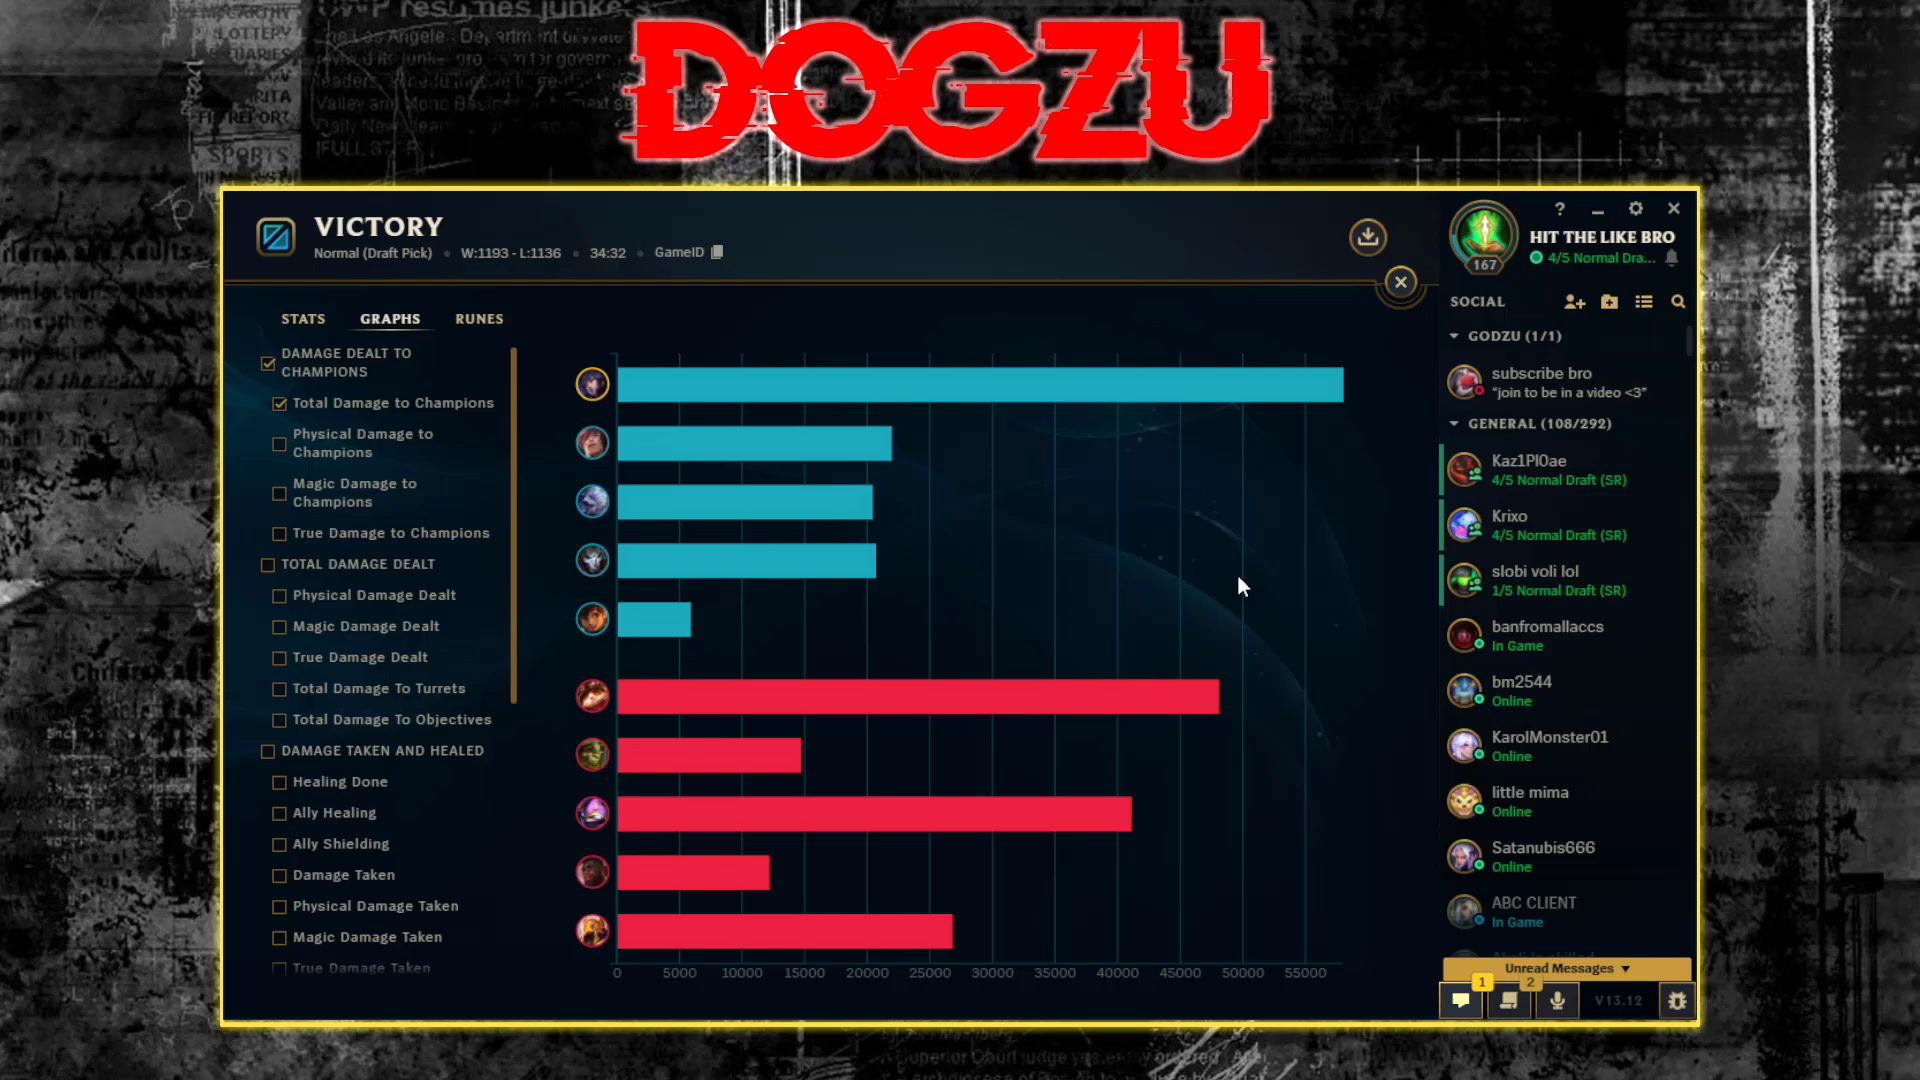 DOGZU
VICTORY
Normal (Draft Pick) • W:1193 - L:1136 • 34:32 • GameID
STATS GRAPHS RUNES
DAMAGE DEALT TO
CHAMPIONS
Total Damage to Champions
Physical Damage to
Champions
Magic Damage to
Champions
True Damage to Champions
TOTAL DAMAGE DEALT
Physical Damage Dealt
Magic Damage Dealt
True Damage Dealt
Total Damage To Turrets
Total Damage To Objectives
DAMAGE TAKEN AND HEALED
Healing Done
Ally Healing
Ally Shielding
Damage Taken
Physical Damage Taken
Magic Damage Taken
True Damage Taken
0 5000 10000 15000 20000 25000 30000 35000 40000 45000 50000 55000
?
167
HIT THE LIKE BRO
4/5 Normal Dra...
SOCIAL
GODZU (1/1)
subscribe bro
“join to be in a video <3”
GENERAL (108/292)
Kaz1Pl0ae
4/5 Normal Draft (SR)
Krixo
4/5 Normal Draft (SR)
slobi voli lol
1/5 Normal Draft (SR)
banfromallaccs
In Game
bm2544
Online
KarolMonster01
Online
little mima
Online
Satanubis666
Online
ABC CLIENT
In Game
Unread Messages
1 2
V13.12
LOTTERY
SPORTS